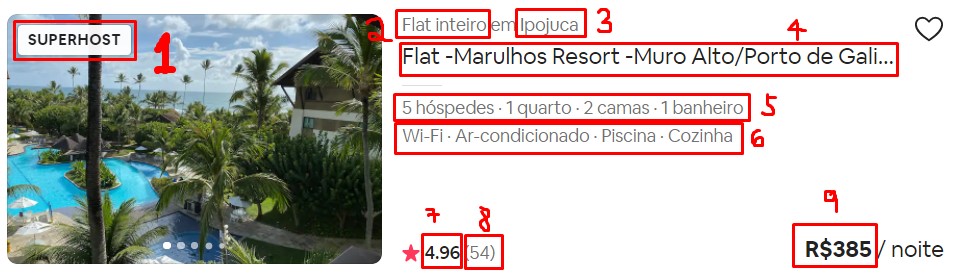 SUPERHOST
1
2
Flat inteiro em Ipojuca
3
4
Flat -Marulhos Resort -Muro Alto/Porto de Gali...
5 hóspedes · 1 quarto · 2 camas · 1 banheiro
5
Wi-Fi · Ar-condicionado · Piscina · Cozinha
6
7
8
9
4.96 (54)
R$385 / noite